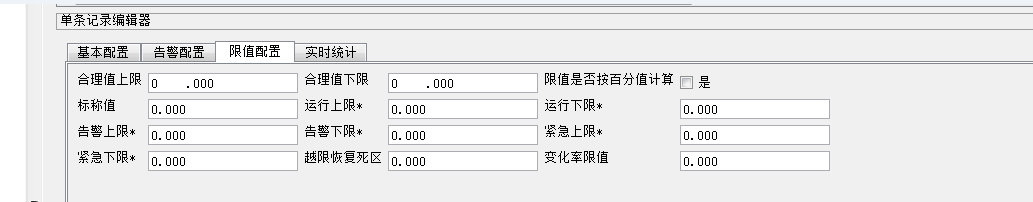 单条记录编辑器
基本配置 告警配置 限值配置 实时统计
合理值上限 0 .000 合理值下限 0 .000 限值是否按百分值计算 是
标称值 0.000 运行上限* 0.000 运行下限* 0.000
告警上限* 0.000 告警下限* 0.000 紧急上限* 0.000
紧急下限* 0.000 越限恢复死区 0.000 变化率限值 0.000